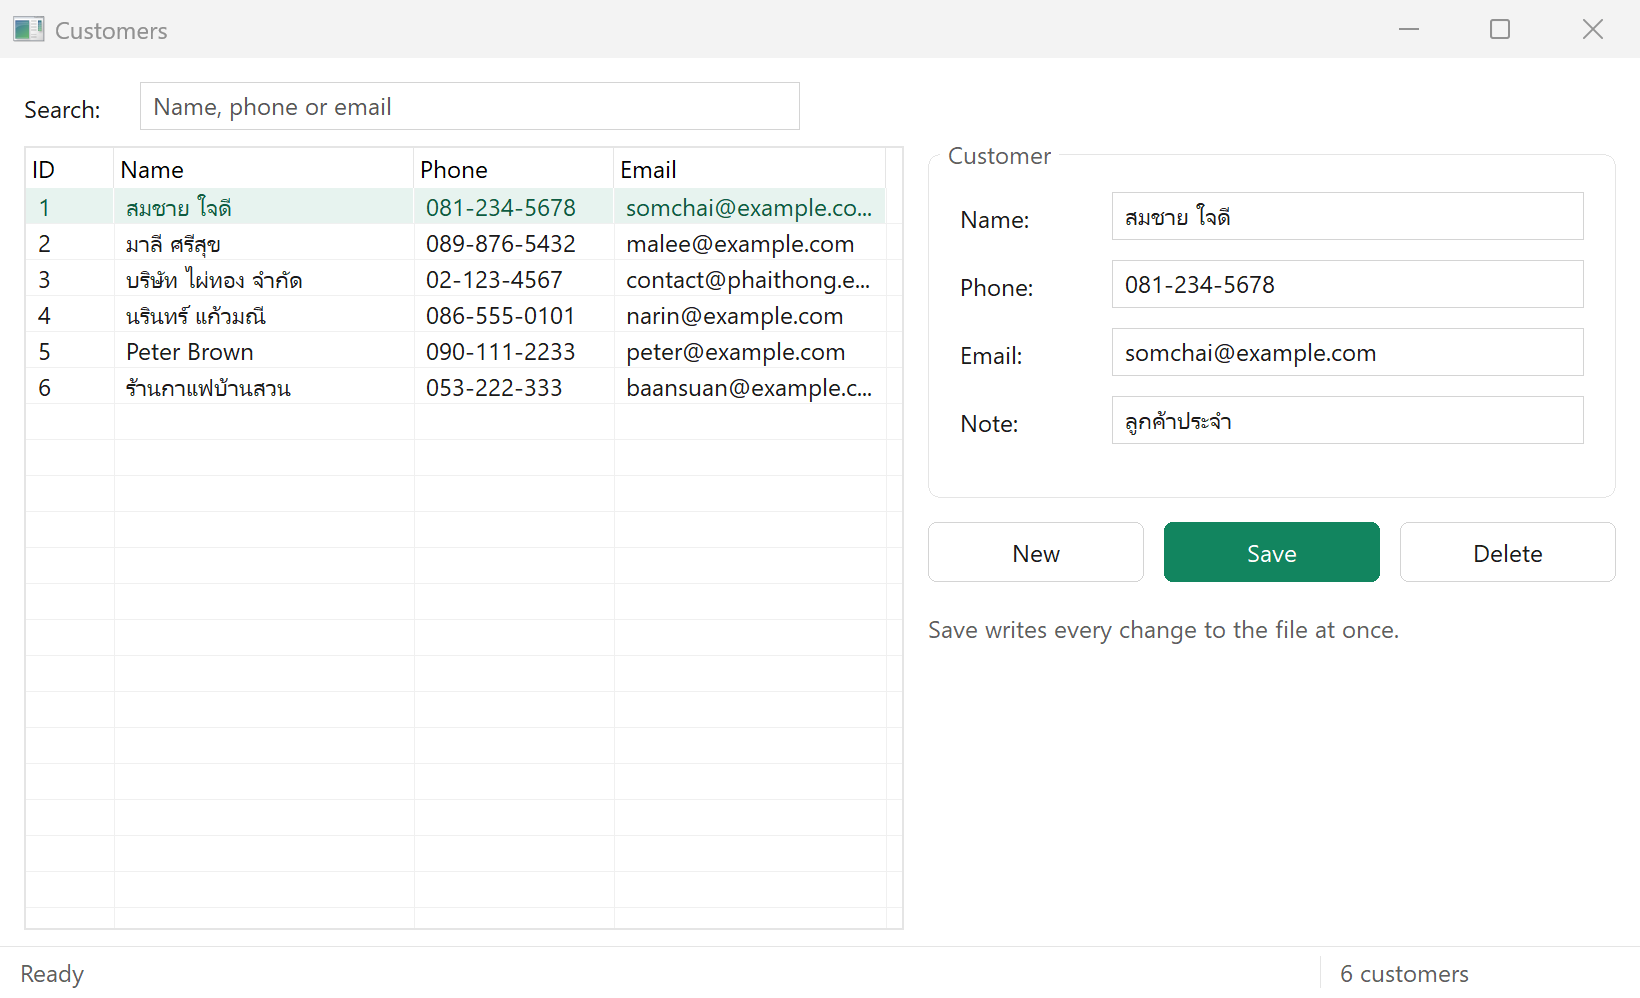 Customers
Search: Name, phone or email
ID Name Phone Email
1 สมชาย ใจดี 081-234-5678 somchai@example.co...
2 มาลี ศรีสุข 089-876-5432 malee@example.com
3 บริษัท ไผ่ทอง จำกัด 02-123-4567 contact@phaithong.e...
4 นรินทร์ แก้วมณี 086-555-0101 narin@example.com
5 Peter Brown 090-111-2233 peter@example.com
6 ร้านกาแฟบ้านสวน 053-222-333 baansuan@example.c...
Customer
Name: สมชาย ใจดี
Phone: 081-234-5678
Email: somchai@example.com
Note: ลูกค้าประจำ
New Save Delete
Save writes every change to the file at once.
Ready 6 customers